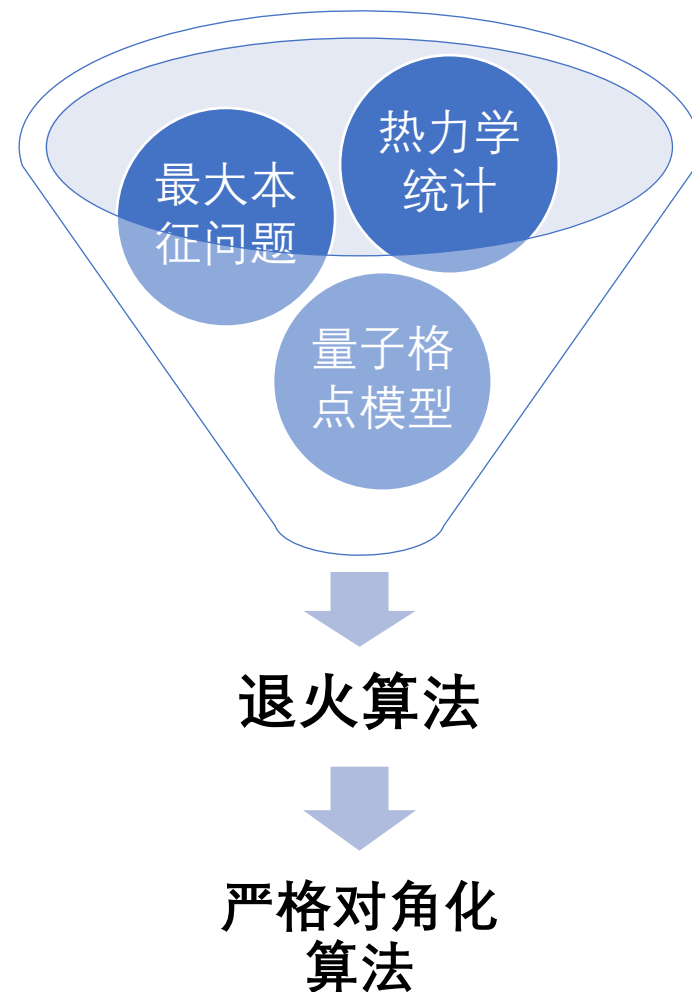 热力学
统计
最大本
征问题
量子格
点模型
退火算法
严格对角化
算法